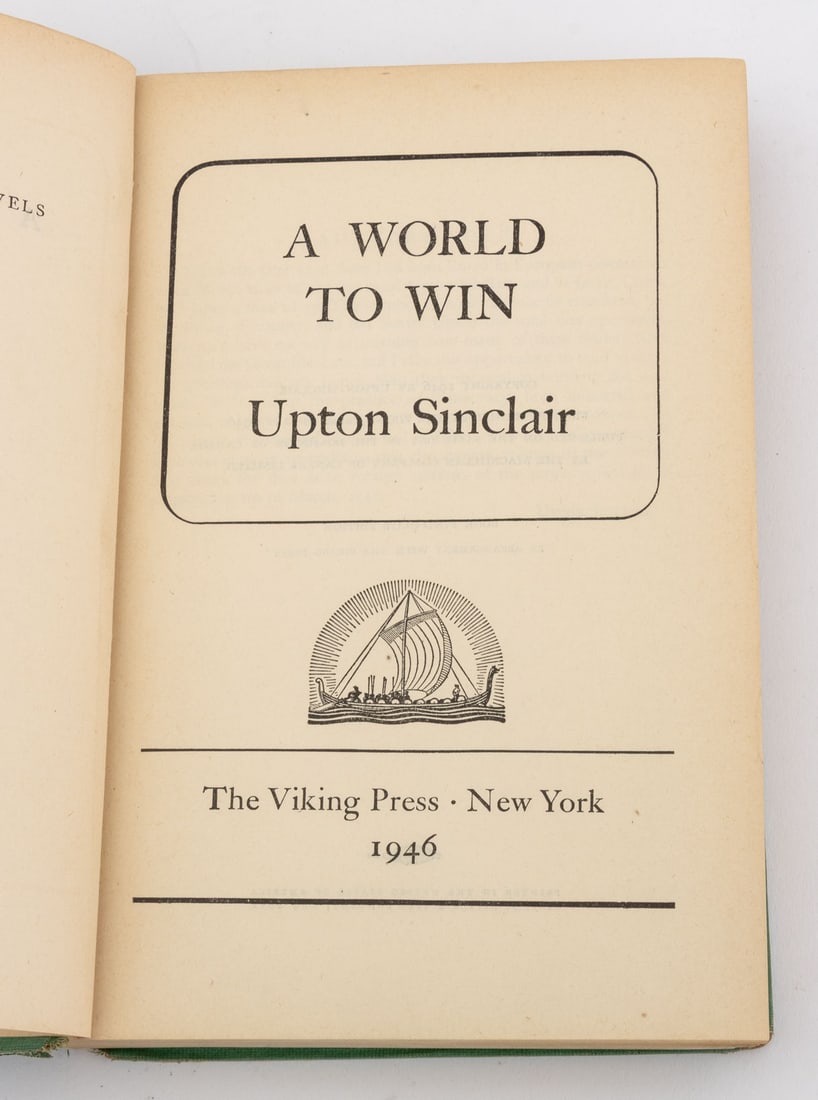 VELS
A WORLD
TO WIN
Upton Sinclair
The Viking Press · New York
1946